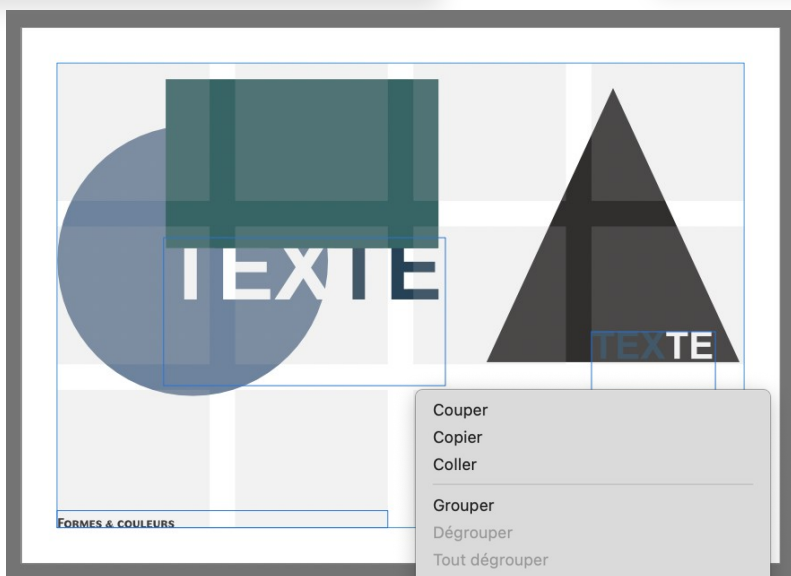 TEXTE
TEXTE
Couper
Copier
Coller
Grouper
Dégrouper
Tout dégrouper
FORMES & COULEURS